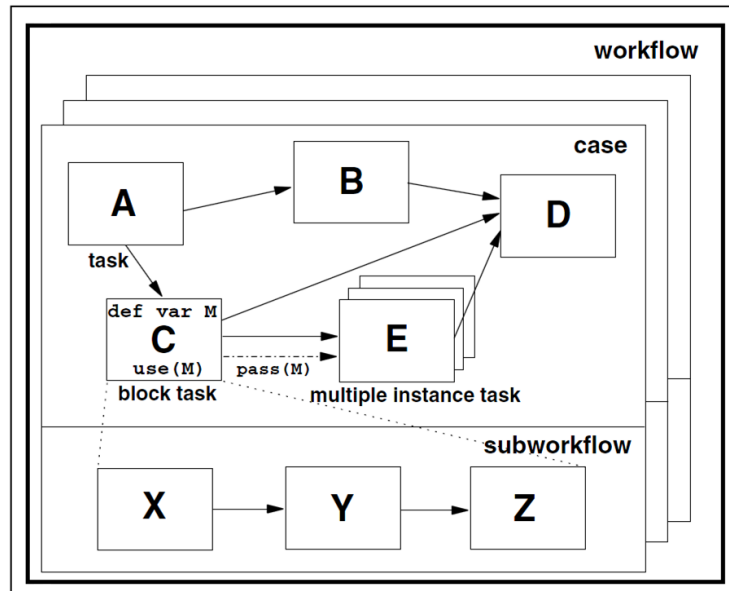 workflow
case
A
B
D
task
def var M
C
use(M)
pass(M)
E
block task
multiple instance task
subworkflow
X
Y
Z